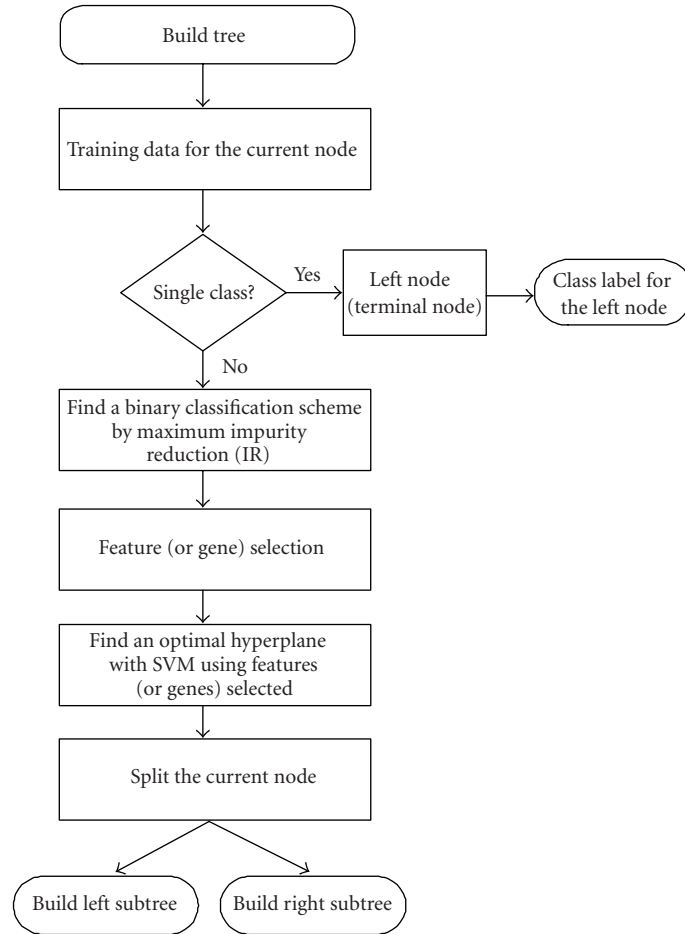 Build tree
Training data for the current node
Single class?
Yes
Left node
(terminal node)
Class label for
the left node
No
Find a binary classification scheme
by maximum impurity
reduction (IR)
Feature (or gene) selection
Find an optimal hyperplane
with SVM using features
(or genes) selected
Split the current node
Build left subtree
Build right subtree